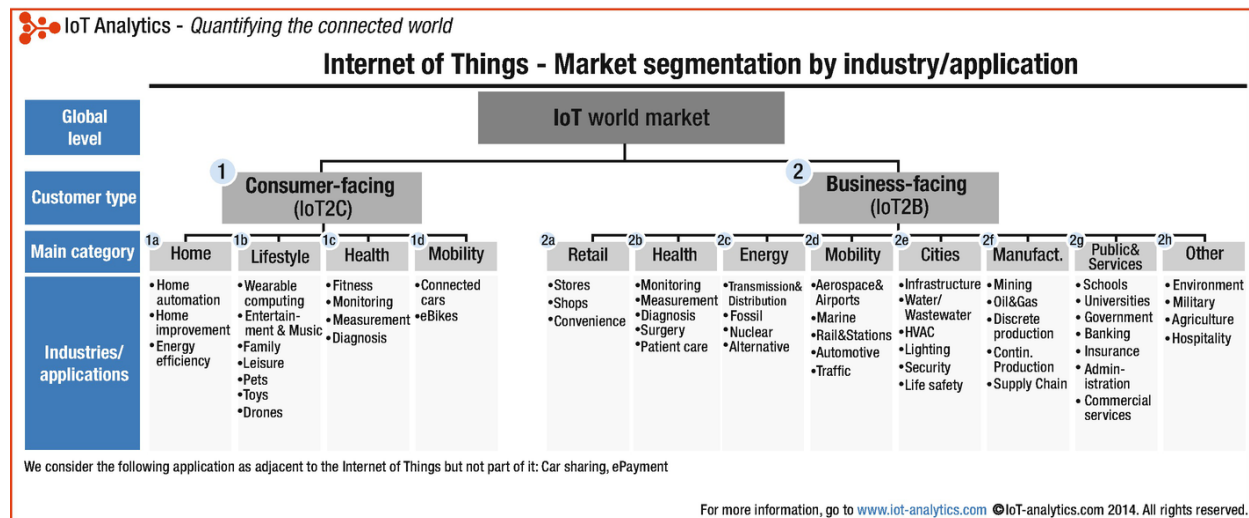 IoT Analytics - Quantifying the connected world
Internet of Things - Market segmentation by industry/application
Global
level
IoT world market
Customer type
1
Consumer-facing
(IoT2C)
2
Business-facing
(IoT2B)
Main category
1a
Home
1b
Lifestyle
1c
Health
1d
Mobility
2a
Retail
2b
Health
2c
Energy
2d
Mobility
2e
Cities
2f
Manufact.
2g
Public&
Services
2h
Other
Industries/
applications
• Home
automation
• Home
improvement
• Energy
efficiency
• Wearable
computing
• Entertain-
ment & Music
• Family
• Leisure
• Pets
• Toys
• Drones
• Fitness
• Monitoring
• Measurement
• Diagnosis
• Connected
cars
• eBikes
• Stores
• Shops
• Convenience
• Monitoring
• Measurement
• Diagnosis
• Surgery
• Patient care
• Transmission&
Distribution
• Fossil
• Nuclear
• Alternative
• Aerospace&
Airports
• Marine
• Rail&Stations
• Automotive
• Traffic
• Infrastructure
• Water/
Wastewater
• HVAC
• Lighting
• Security
• Life safety
• Mining
• Oil&Gas
• Discrete
production
• Contin.
Production
• Supply Chain
• Schools
• Universities
• Government
• Banking
• Insurance
• Admin-
istration
• Commercial
services
• Environment
• Military
• Agriculture
• Hospitality
We consider the following application as adjacent to the Internet of Things but not part of it: Car sharing, ePayment
For more information, go to www.iot-analytics.com ©IoT-analytics.com 2014. All rights reserved.